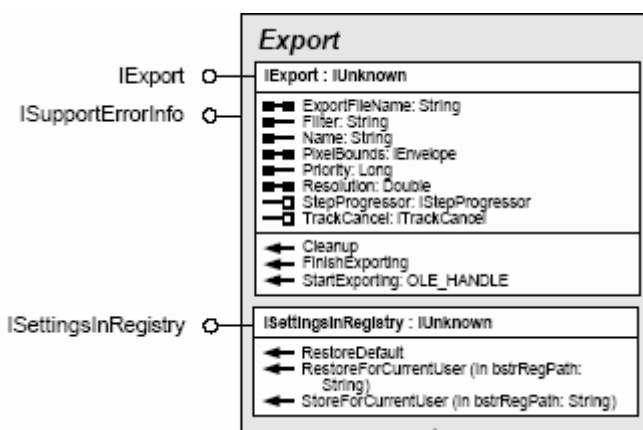 Export
IExport
IExport : IUnknown
ISupportErrorInfo
ExportFileName: String
Filter: String
Name: String
PixelBounds: IEnvelope
Priority: Long
Resolution: Double
StepProgressor: IStepProgressor
TrackCancel: ITrackCancel
Cleanup
FinishExporting
StartExporting: OLE_HANDLE
ISettingsInRegistry
ISettingsInRegistry : IUnknown
RestoreDefault
RestoreForCurrentUser (in bstrRegPath:
String)
StoreForCurrentUser (in bstrRegPath: String)